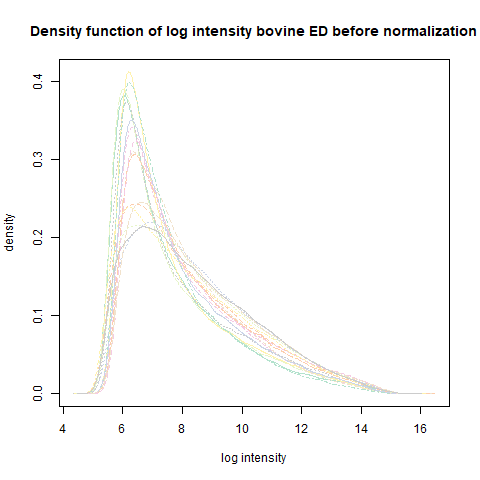 Density function of log intensity bovine ED before normalization
density
0.0
0.1
0.2
0.3
0.4
4 6 8 10 12 14 16
log intensity